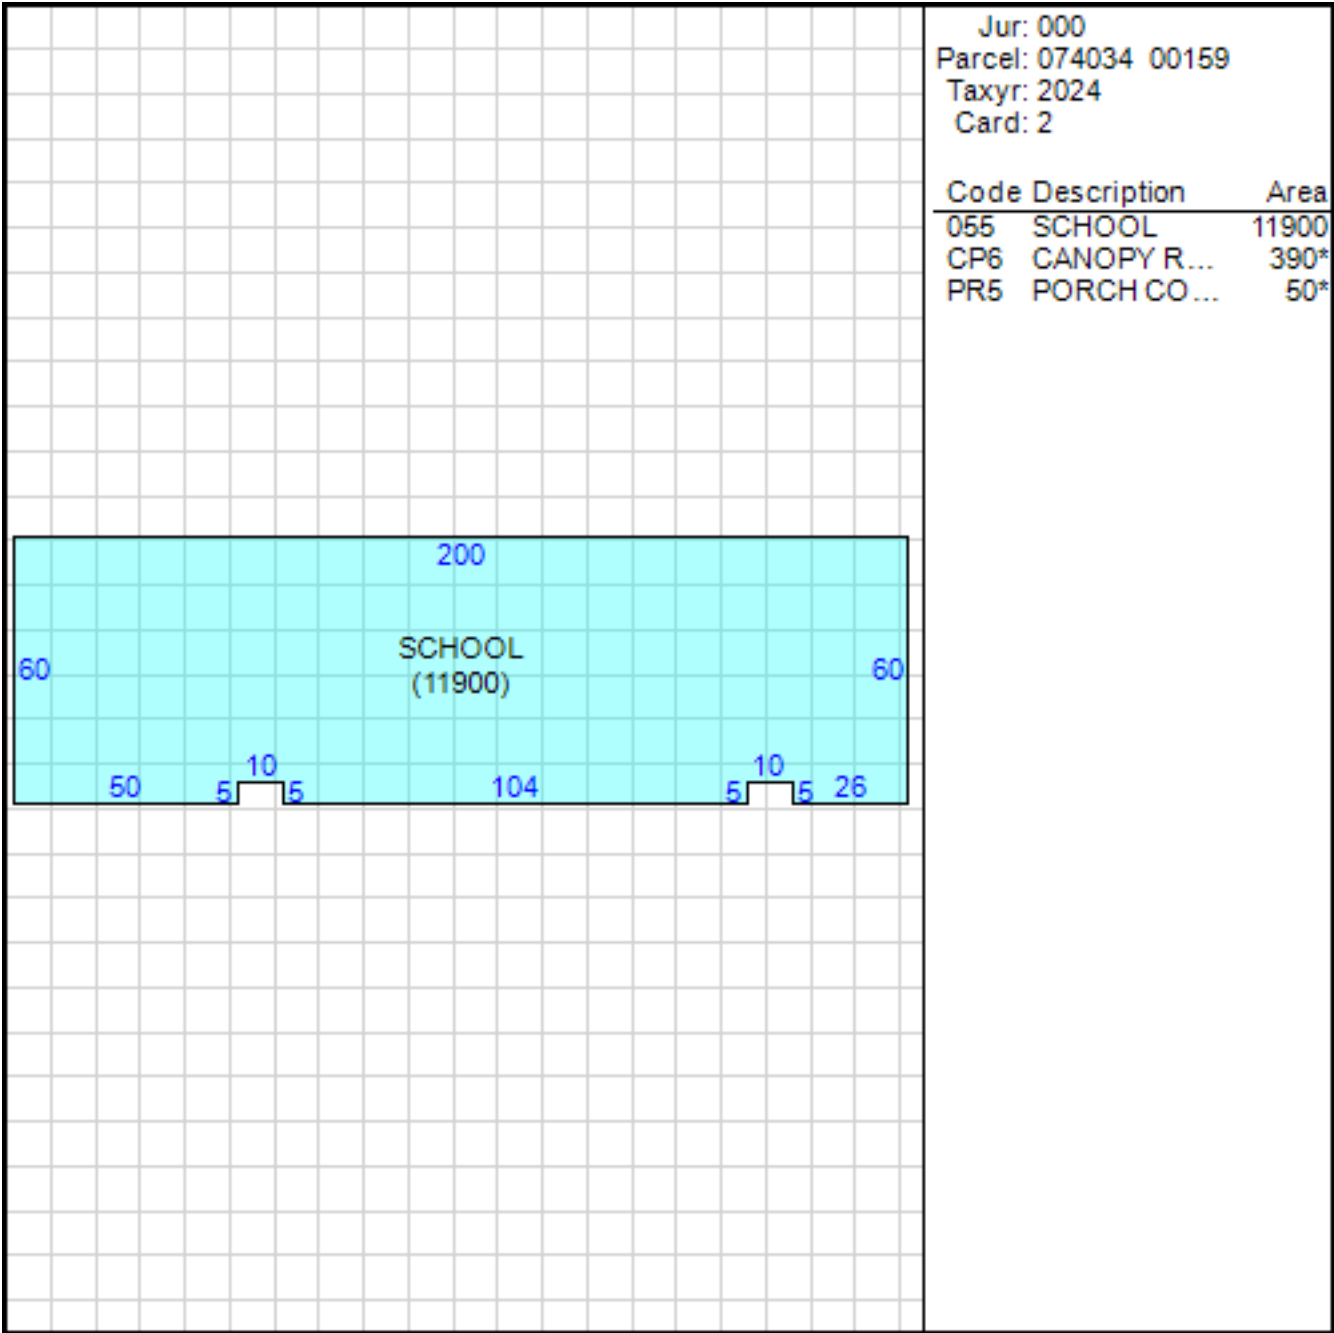 Jur: 000
Parcel: 074034 00159
Taxyr: 2024
Card: 2
Code Description Area
055 SCHOOL 11900
CP6 CANOPY R... 390*
PR5 PORCH CO... 50*
200
SCHOOL
60 60
(11900)
10 10
50 5 5 104 5 5 26